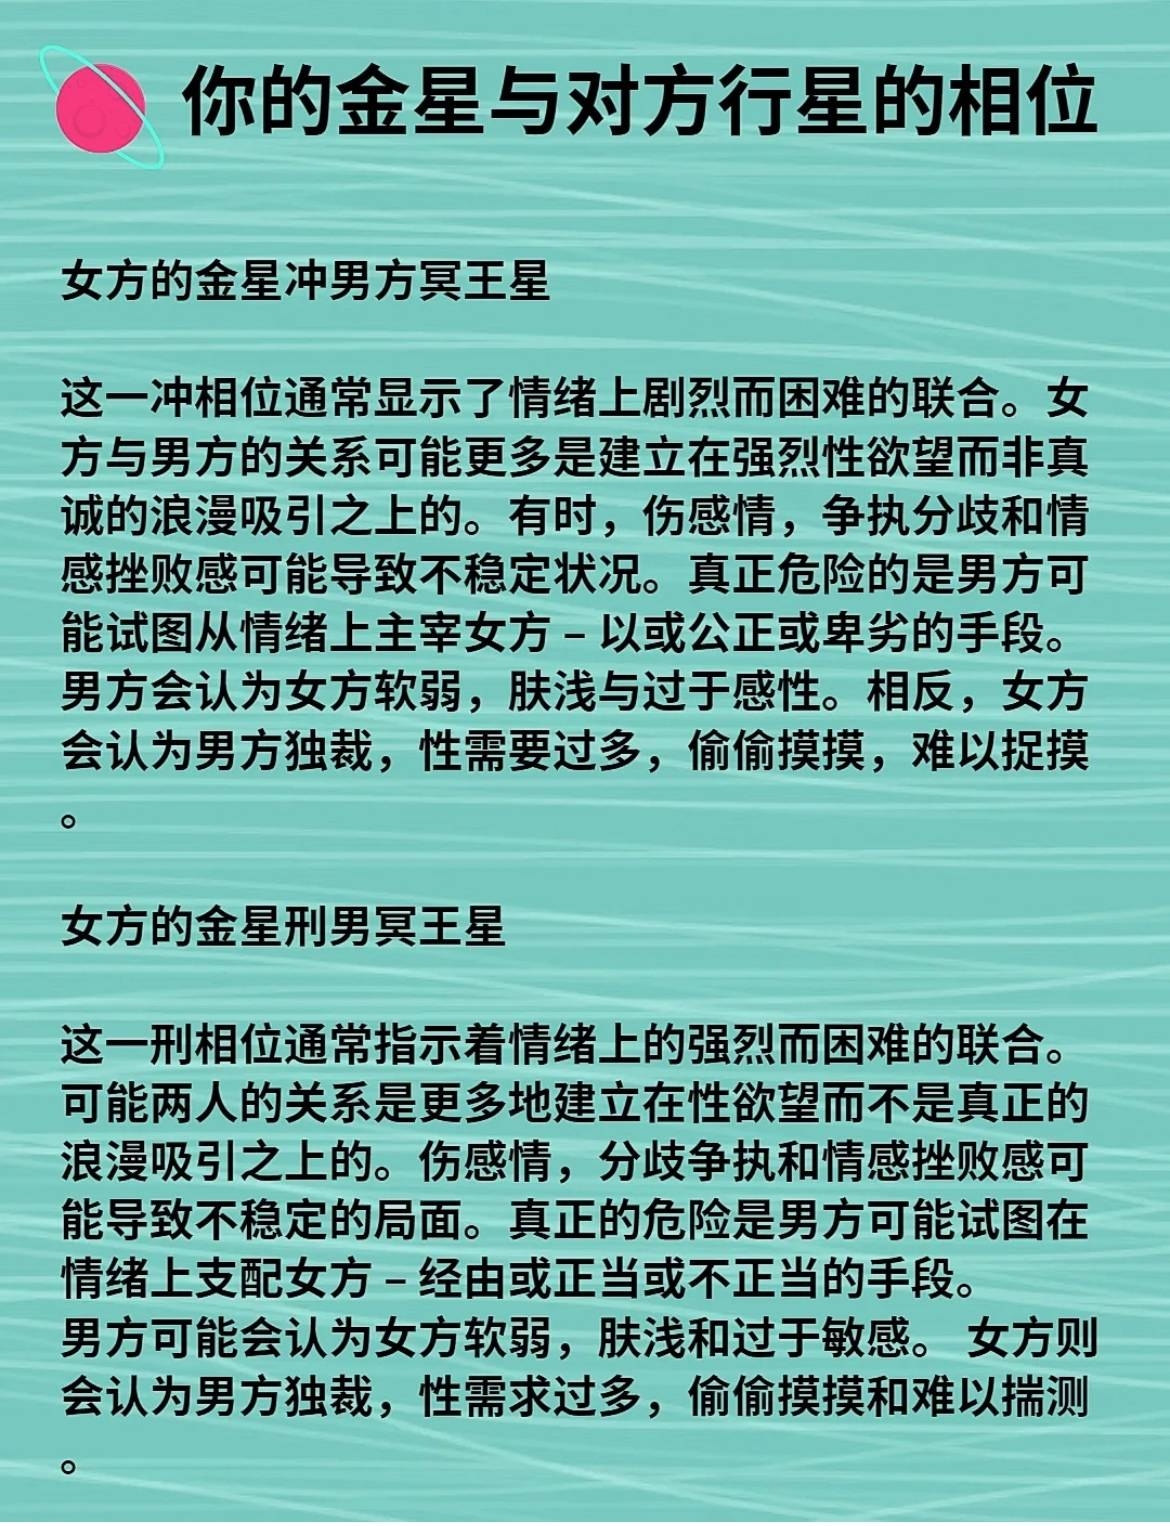 你的金星与对方行星的相位
女方的金星冲男方冥王星
这一冲相位通常显示了情绪上剧烈而困难的联合。女
方与男方的关系可能更多是建立在强烈性欲望而非真
诚的浪漫吸引之上的。有时，伤感情，争执分歧和情
感挫败感可能导致不稳定状况。真正危险的是男方可
能试图从情绪上主宰女方 – 以或公正或卑劣的手段。
男方会认为女方软弱，肤浅与过于感性。相反，女方
会认为男方独裁，性需要过多，偷偷摸摸，难以捉摸
。
女方的金星刑男冥王星
这一刑相位通常指示着情绪上的强烈而困难的联合。
可能两人的关系是更多地建立在性欲望而不是真正的
浪漫吸引之上的。伤感情，分歧争执和情感挫败感可
能导致不稳定的局面。真正的危险是男方可能试图在
情绪上支配女方 – 经由或正当或不正当的手段。
男方可能会认为女方软弱，肤浅和过于敏感。 女方则
会认为男方独裁，性需求过多，偷偷摸摸和难以揣测
。